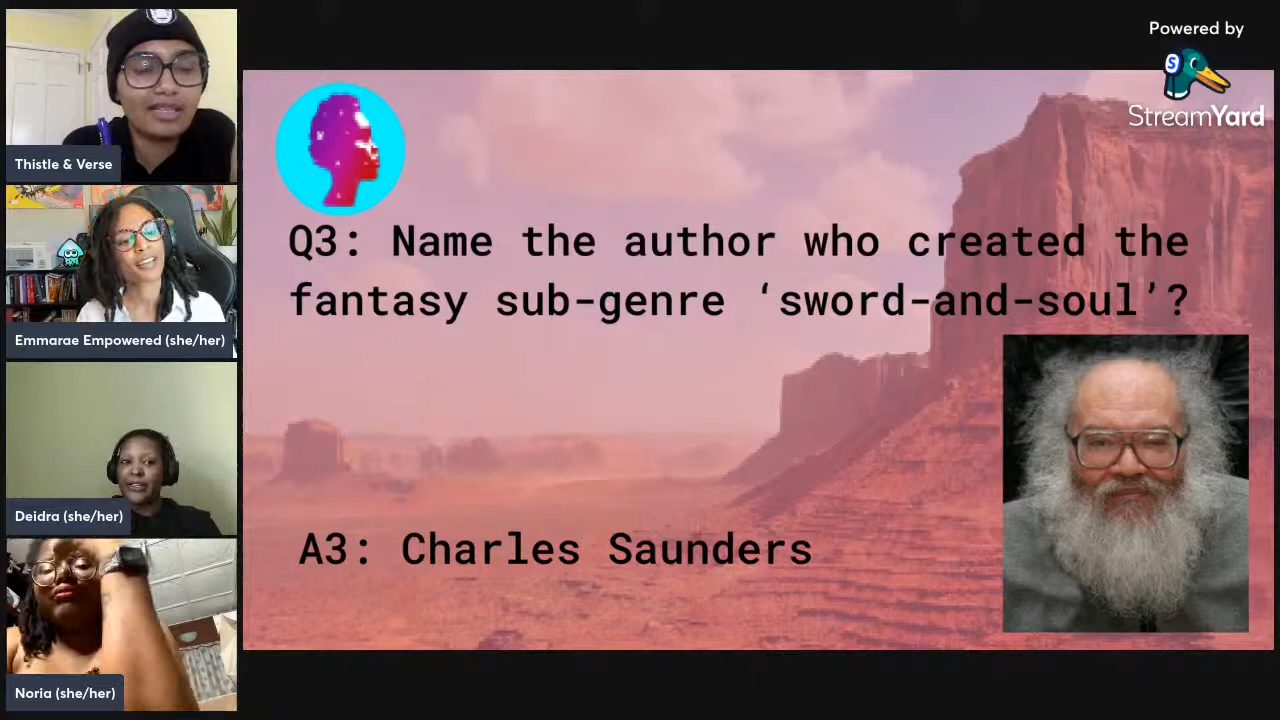 Powered by
StreamYard
Thistle & Verse
Emmarae Empowered (she/her)
Deidra (she/her)
Noria (she/her)
Q3: Name the author who created the
fantasy sub-genre ‘sword-and-soul’?
A3: Charles Saunders